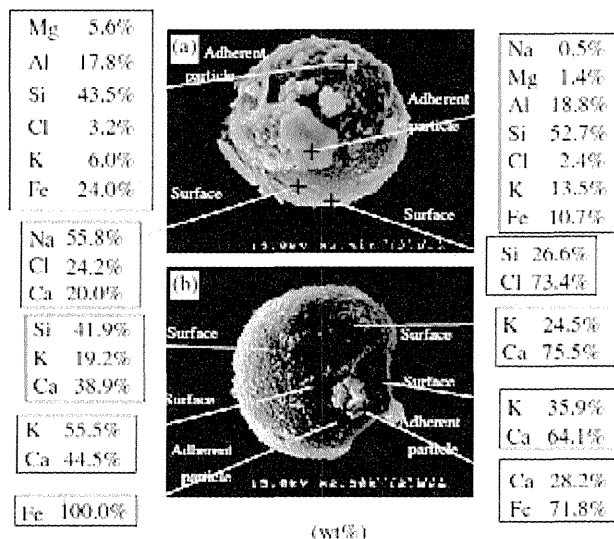 Mg 5.6%
Al 17.8%
Si 43.5%
Cl 3.2%
K 6.0%
Fe 24.0%
Na 55.8%
Cl 24.2%
Ca 20.0%
Si 41.9%
K 19.2%
Ca 38.9%
K 55.5%
Ca 44.5%
Fe 100.0%
(a)
Adherent
particle
Adherent
particle
Surface
Surface
(b)
Surface
Surface
Surface
Surface
Adherent
particle
Adherent
particle
(wt%)
Na 0.5%
Mg 1.4%
Al 18.8%
Si 52.7%
Cl 2.4%
K 13.5%
Fe 10.7%
Si 26.6%
Cl 73.4%
K 24.5%
Ca 75.5%
K 35.9%
Ca 64.1%
Ca 28.2%
Fe 71.8%